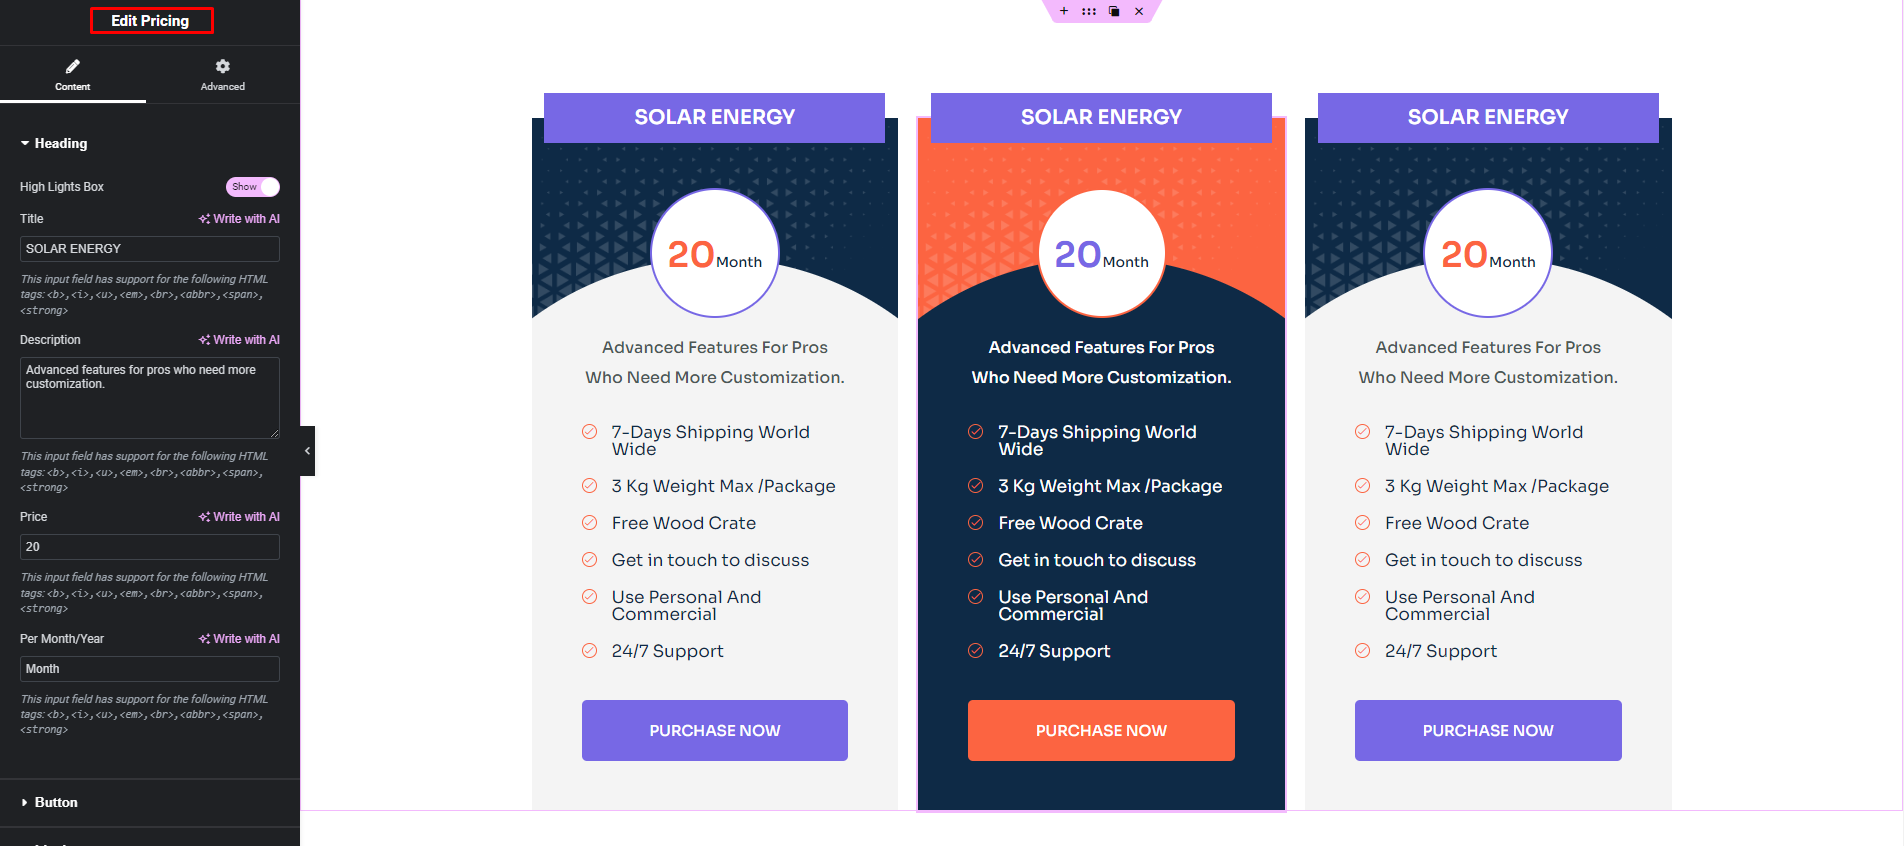 Edit Pricing
Content
Advanced
Heading
High Lights Box
Show
Title
Write with AI
SOLAR ENERGY
This input field has support for the following HTML
tags: <b>,<i>,<u>,<em>,<br>,<abbr>,<span>,
<strong>
Description
Write with AI
Advanced features for pros who need more
customization.
This input field has support for the following HTML
tags: <b>,<i>,<u>,<em>,<br>,<abbr>,<span>,
<strong>
Price
Write with AI
20
This input field has support for the following HTML
tags: <b>,<i>,<u>,<em>,<br>,<abbr>,<span>,
<strong>
Per Month/Year
Write with AI
Month
This input field has support for the following HTML
tags: <b>,<i>,<u>,<em>,<br>,<abbr>,<span>,
<strong>
Button
SOLAR ENERGY
20 Month
Advanced Features For Pros
Who Need More Customization.
7-Days Shipping World
Wide
3 Kg Weight Max /Package
Free Wood Crate
Get in touch to discuss
Use Personal And
Commercial
24/7 Support
PURCHASE NOW
SOLAR ENERGY
20 Month
Advanced Features For Pros
Who Need More Customization.
7-Days Shipping World
Wide
3 Kg Weight Max /Package
Free Wood Crate
Get in touch to discuss
Use Personal And
Commercial
24/7 Support
PURCHASE NOW
SOLAR ENERGY
20 Month
Advanced Features For Pros
Who Need More Customization.
7-Days Shipping World
Wide
3 Kg Weight Max /Package
Free Wood Crate
Get in touch to discuss
Use Personal And
Commercial
24/7 Support
PURCHASE NOW